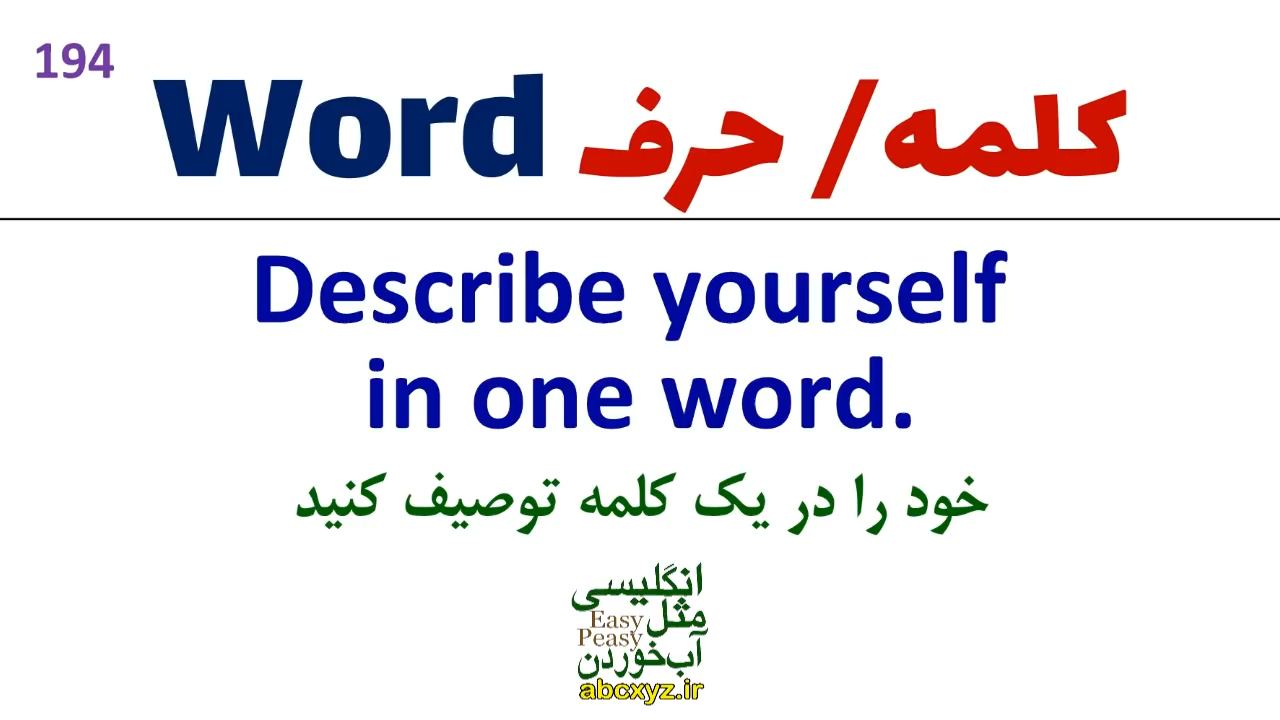 194
Word کلمه/ حرف
Describe yourself
in one word.
خود را در یک کلمه توصیف کنید
انگلیسی
مثل Easy
Peasy
آب‌خوردن
abcxyz.ir